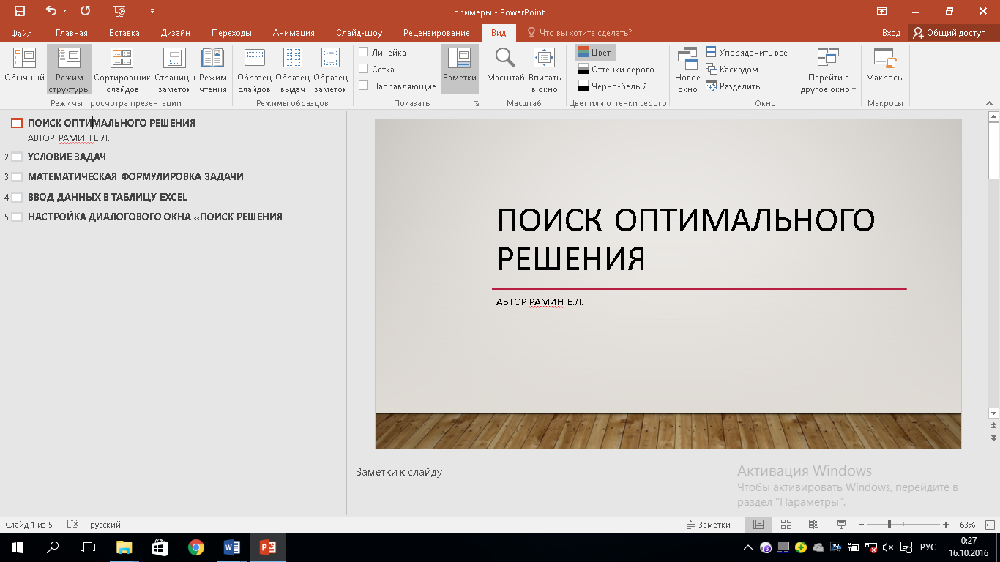 примеры - PowerPoint
Файл Главная Вставка Дизайн Переходы Анимация Слайд-шоу Рецензирование Вид Что вы хотите сделать? Вход Общий доступ
Обычный
Режим структуры
Сортировщик слайдов
Страницы заметок
Режим чтения
Режимы просмотра презентации
Образец слайдов
Образец выдач
Образец заметок
Режимы образцов
Линейка
Сетка
Направляющие
Заметки
Показать
Масштаб
Вписать в окно
Масштаб
Цвет
Оттенки серого
Черно-белый
Цвет или оттенки серого
Новое окно
Упорядочить все
Каскадом
Разделить
Перейти в другое окно
Окно
Макросы
Макросы
1 ПОИСК ОПТИМАЛЬНОГО РЕШЕНИЯ
АВТОР РАМИН Е.Л.
2 УСЛОВИЕ ЗАДАЧ
3 МАТЕМАТИЧЕСКАЯ ФОРМУЛИРОВКА ЗАДАЧИ
4 ВВОД ДАННЫХ В ТАБЛИЦУ EXCEL
5 НАСТРОЙКА ДИАЛОГОВОГО ОКНА «ПОИСК РЕШЕНИЯ
ПОИСК ОПТИМАЛЬНОГО
РЕШЕНИЯ
АВТОР РАМИН Е.Л.
Заметки к слайду
Активация Windows
Чтобы активировать Windows, перейдите в
раздел "Параметры".
Слайд 1 из 5 русский Заметки 63%
РУС
0:27
16.10.2016